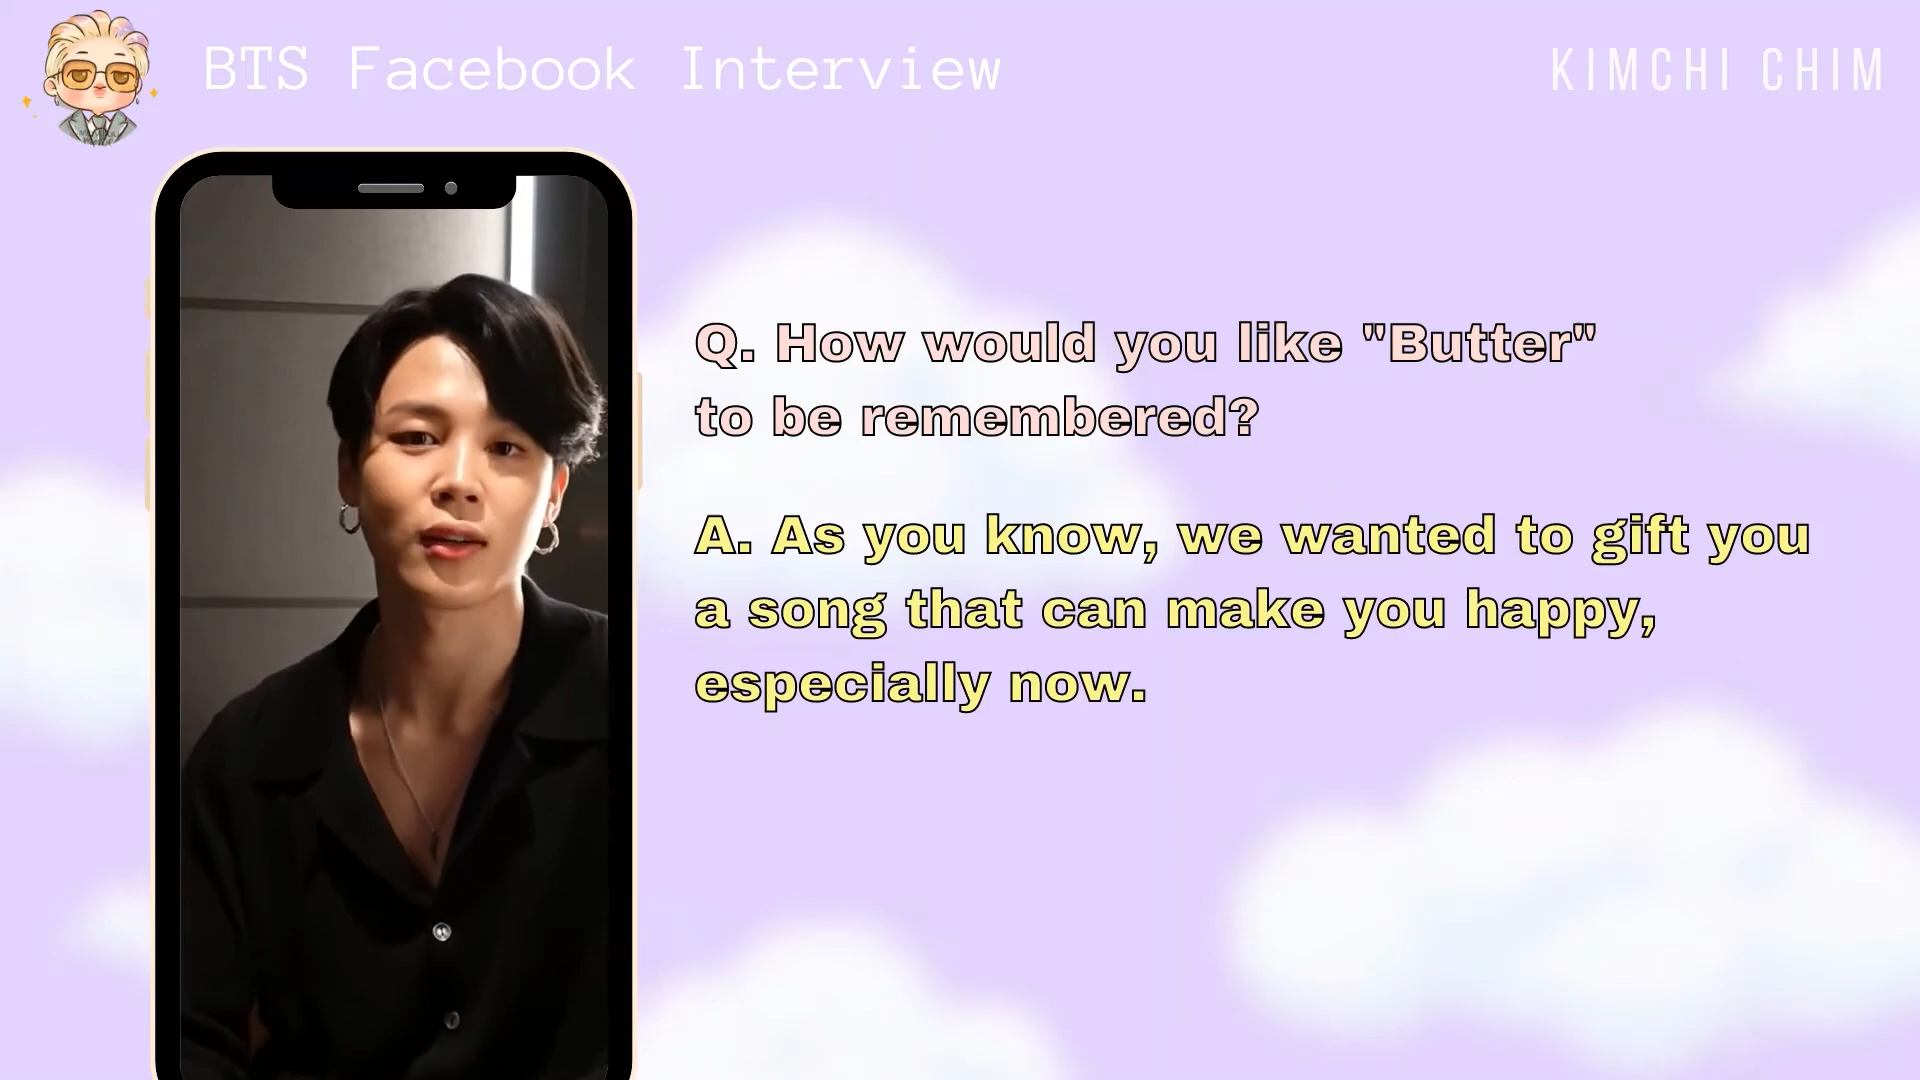 BTS Facebook Interview
KIMCHI CHIM
Q. How would you like "Butter"
to be remembered?
A. As you know, we wanted to gift you
a song that can make you happy,
especially now.